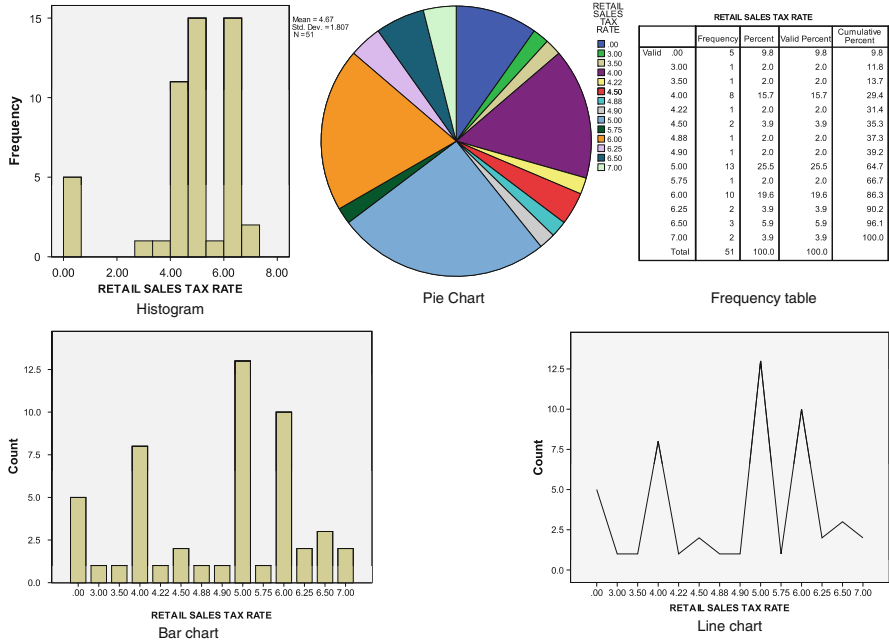 15
10
5
0
Frequency
0.00 2.00 4.00 6.00 8.00
RETAIL SALES TAX RATE
Histogram
Mean = 4.67
Std. Dev. = 1.807
N =51
Pie Chart
RETAIL
SALES
TAX
RATE
.00
3.00
3.50
4.00
4.22
4.50
4.88
4.90
5.00
5.75
6.00
6.25
6.50
7.00
RETAIL SALES TAX RATE
Frequency Percent Valid Percent Cumulative Percent
Valid .00 5 9.8 9.8 9.8
3.00 1 2.0 2.0 11.8
3.50 1 2.0 2.0 13.7
4.00 8 15.7 15.7 29.4
4.22 1 2.0 2.0 31.4
4.50 2 3.9 3.9 35.3
4.88 1 2.0 2.0 37.3
4.90 1 2.0 2.0 39.2
5.00 13 25.5 25.5 64.7
5.75 1 2.0 2.0 66.7
6.00 10 19.6 19.6 86.3
6.25 2 3.9 3.9 90.2
6.50 3 5.9 5.9 96.1
7.00 2 3.9 3.9 100.0
Total 51 100.0 100.0
Frequency table
12.5
10.0
7.5
5.0
2.5
0.0
Count
.00 3.00 3.50 4.00 4.22 4.50 4.88 4.90 5.00 5.75 6.00 6.25 6.50 7.00
RETAIL SALES TAX RATE
Bar chart
12.5
10.0
7.5
5.0
2.5
0.0
Count
.00 3.00 3.50 4.00 4.22 4.50 4.88 4.90 5.00 5.75 6.00 6.25 6.50 7.00
RETAIL SALES TAX RATE
Line chart